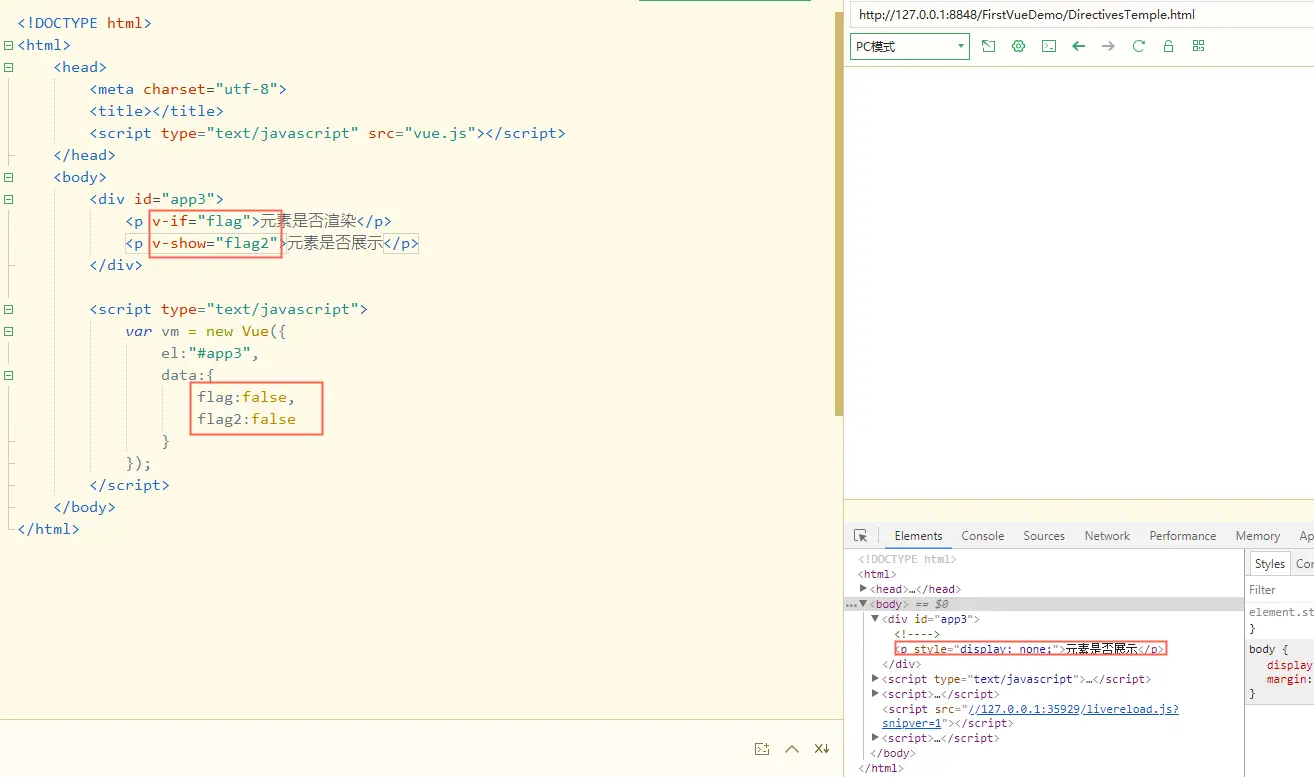 <!DOCTYPE html>
<html>
<head>
<meta charset="utf-8">
<title></title>
<script type="text/javascript" src="vue.js"></script>
</head>
<body>
<div id="app3">
<p v-if="flag">元素是否渲染</p>
<p v-show="flag2">元素是否展示</p>
</div>
<script type="text/javascript">
var vm = new Vue({
el:"#app3",
data:{
flag:false,
flag2:false
}
});
</script>
</body>
</html>
http://127.0.0.1:8848/FirstVueDemo/DirectivesTemple.html
PC模式
Elements Console Sources Network Performance Memory Ap
<!DOCTYPE html>
<html>
<head>…</head>
<body> == $0
<div id="app3">
<!---->
<p style="display: none;">元素是否展示</p>
</div>
<script type="text/javascript">…</script>
<script>…</script>
<script src="//127.0.0.1:35929/livereload.js?
snipver=1"></script>
<script>…</script>
</body>
</html>
Styles Cor
Filter
element.st
}
body {
display
margin:
}